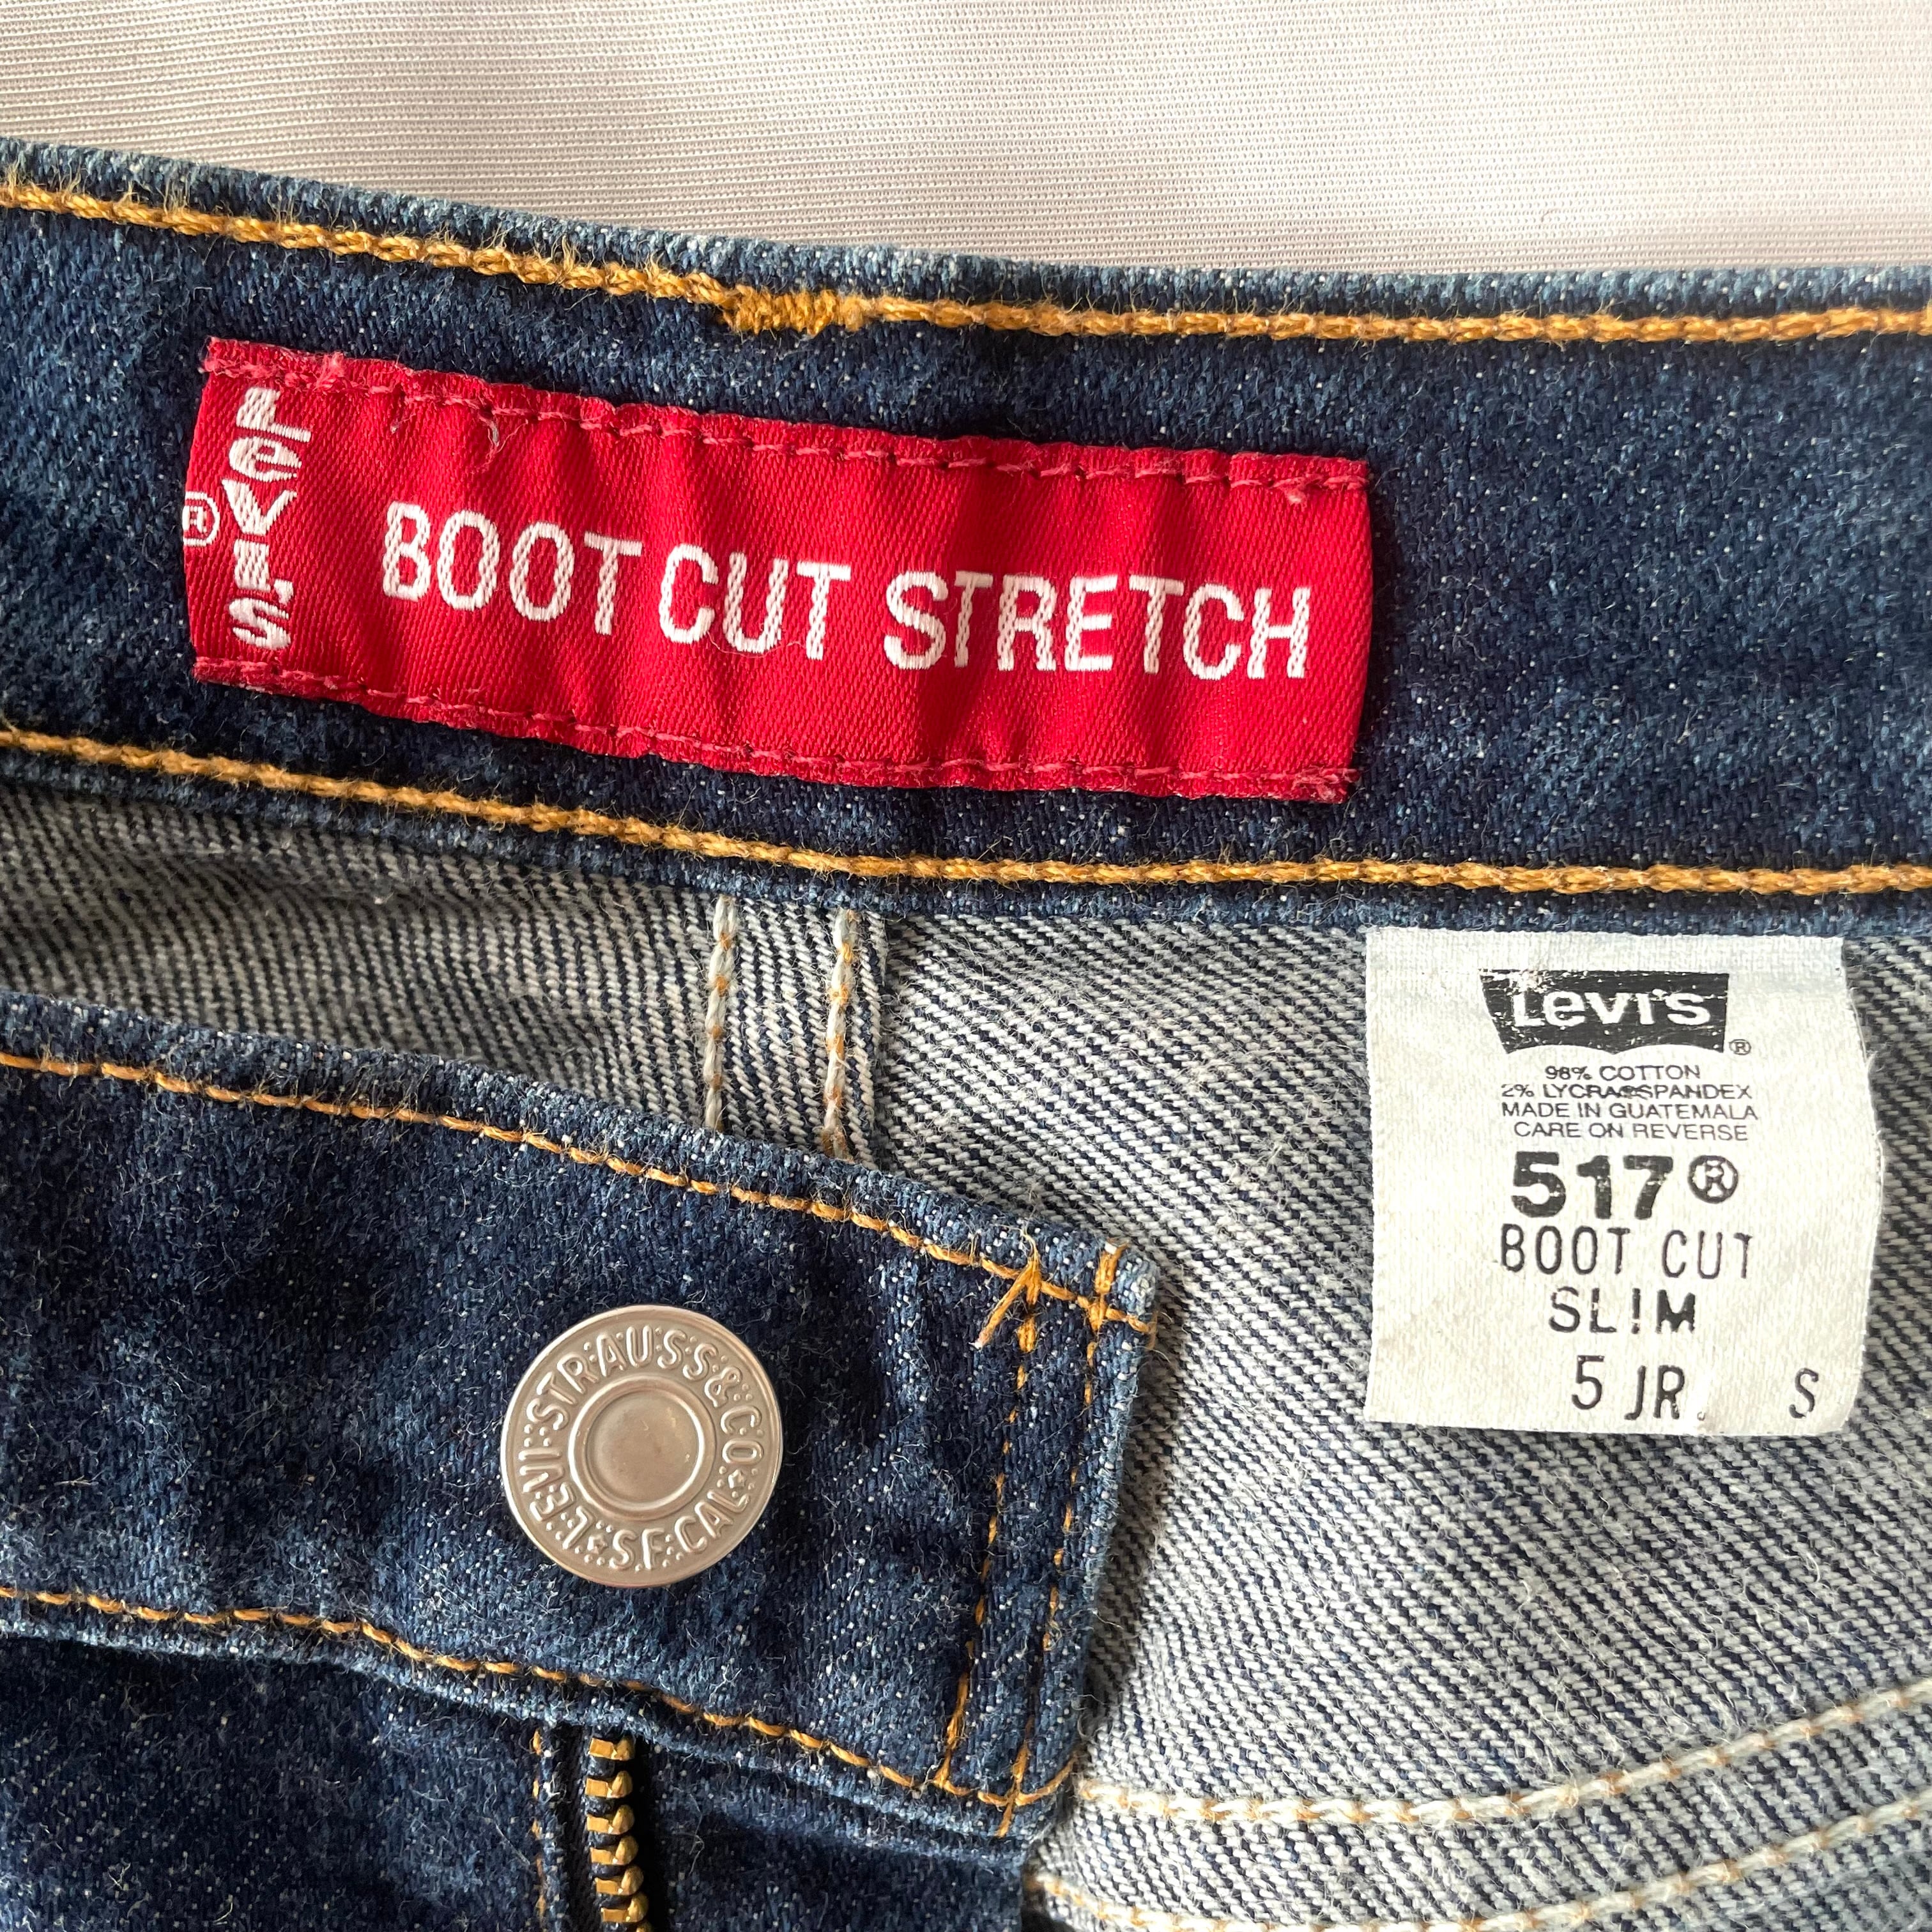 Levi's®
BOOT CUT STRETCH
LEVI'S
®
98% COTTON
2% LYCRA®SPANDEX
MADE IN GUATEMALA
CARE ON REVERSE
517®
BOOT CUT
SLIM
5 JR. S
LEVI·STRAUSS&CO
S.F.CAL